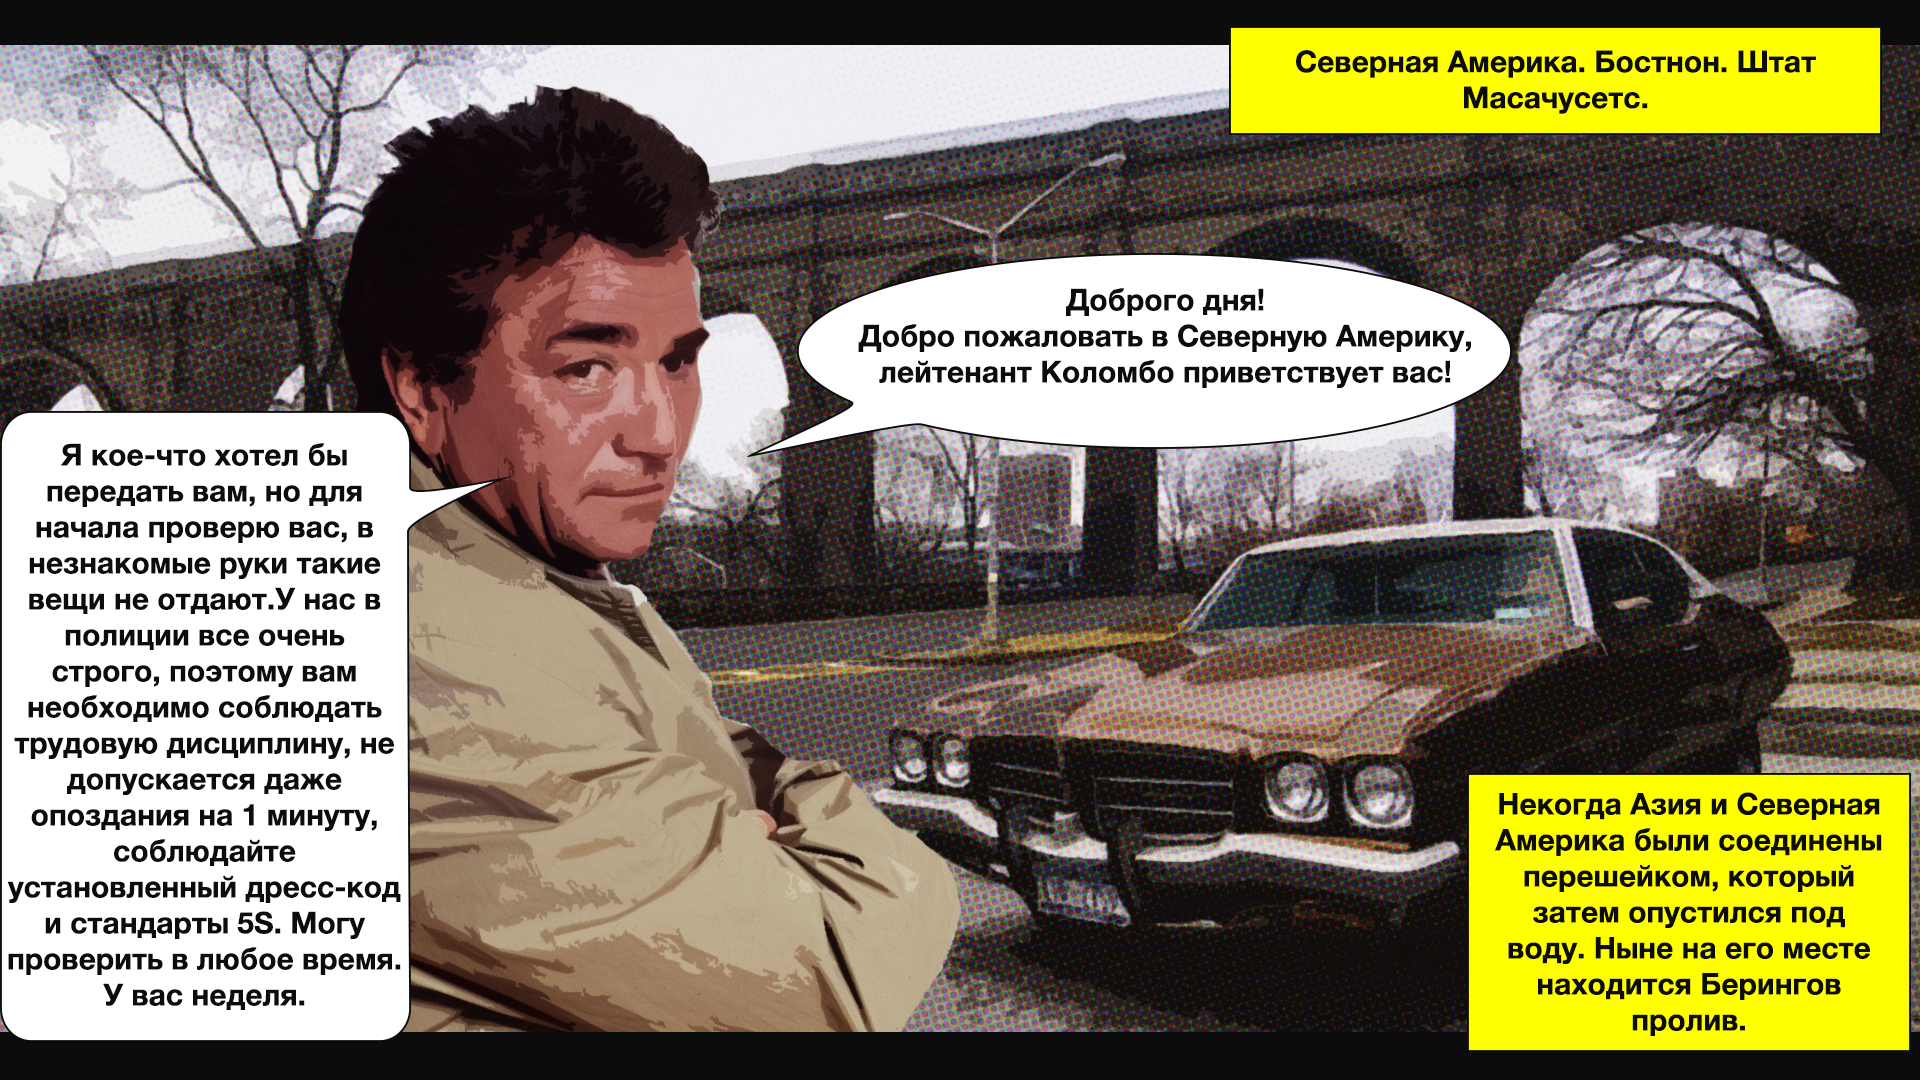 Северная Америка. Бостнон. Штат
Масачусетс.
Доброго дня!
Добро пожаловать в Северную Америку,
лейтенант Коломбо приветствует вас!
Я кое-что хотел бы
передать вам, но для
начала проверю вас, в
незнакомые руки такие
вещи не отдают.У нас в
полиции все очень
строго, поэтому вам
необходимо соблюдать
трудовую дисциплину, не
допускается даже
опоздания на 1 минуту,
соблюдайте
установленный дресс-код
и стандарты 5S. Могу
проверить в любое время.
У вас неделя.
Некогда Азия и Северная
Америка были соединены
перешейком, который
затем опустился под
воду. Ныне на его месте
находится Берингов
пролив.